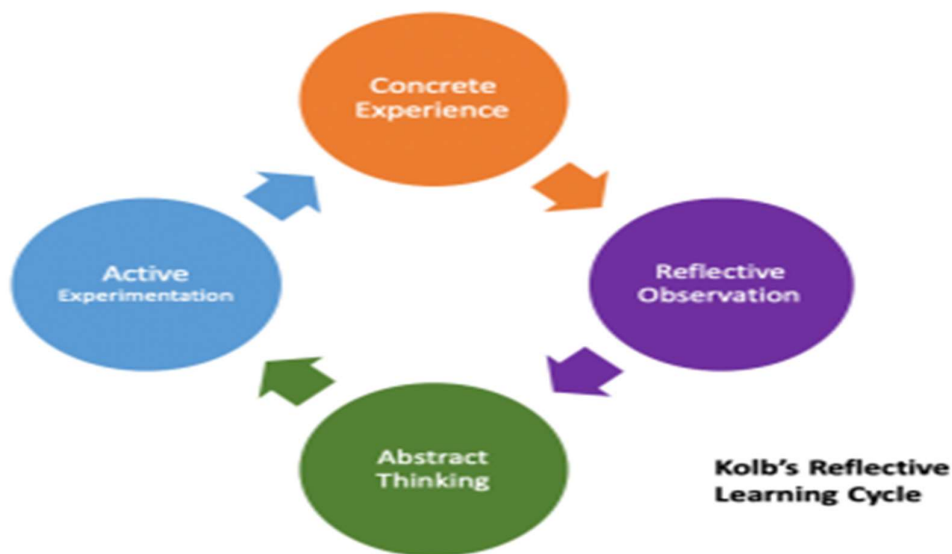 Concrete
Experience
Reflective
Observation
Abstract
Thinking
Active
Experimentation
Kolb's Reflective
Learning Cycle